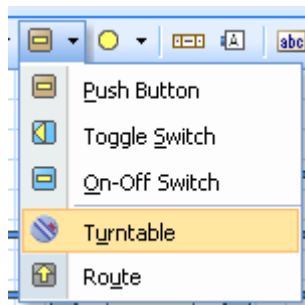 A
abc
Push Button
Toggle Switch
On-Off Switch
Turntable
Route